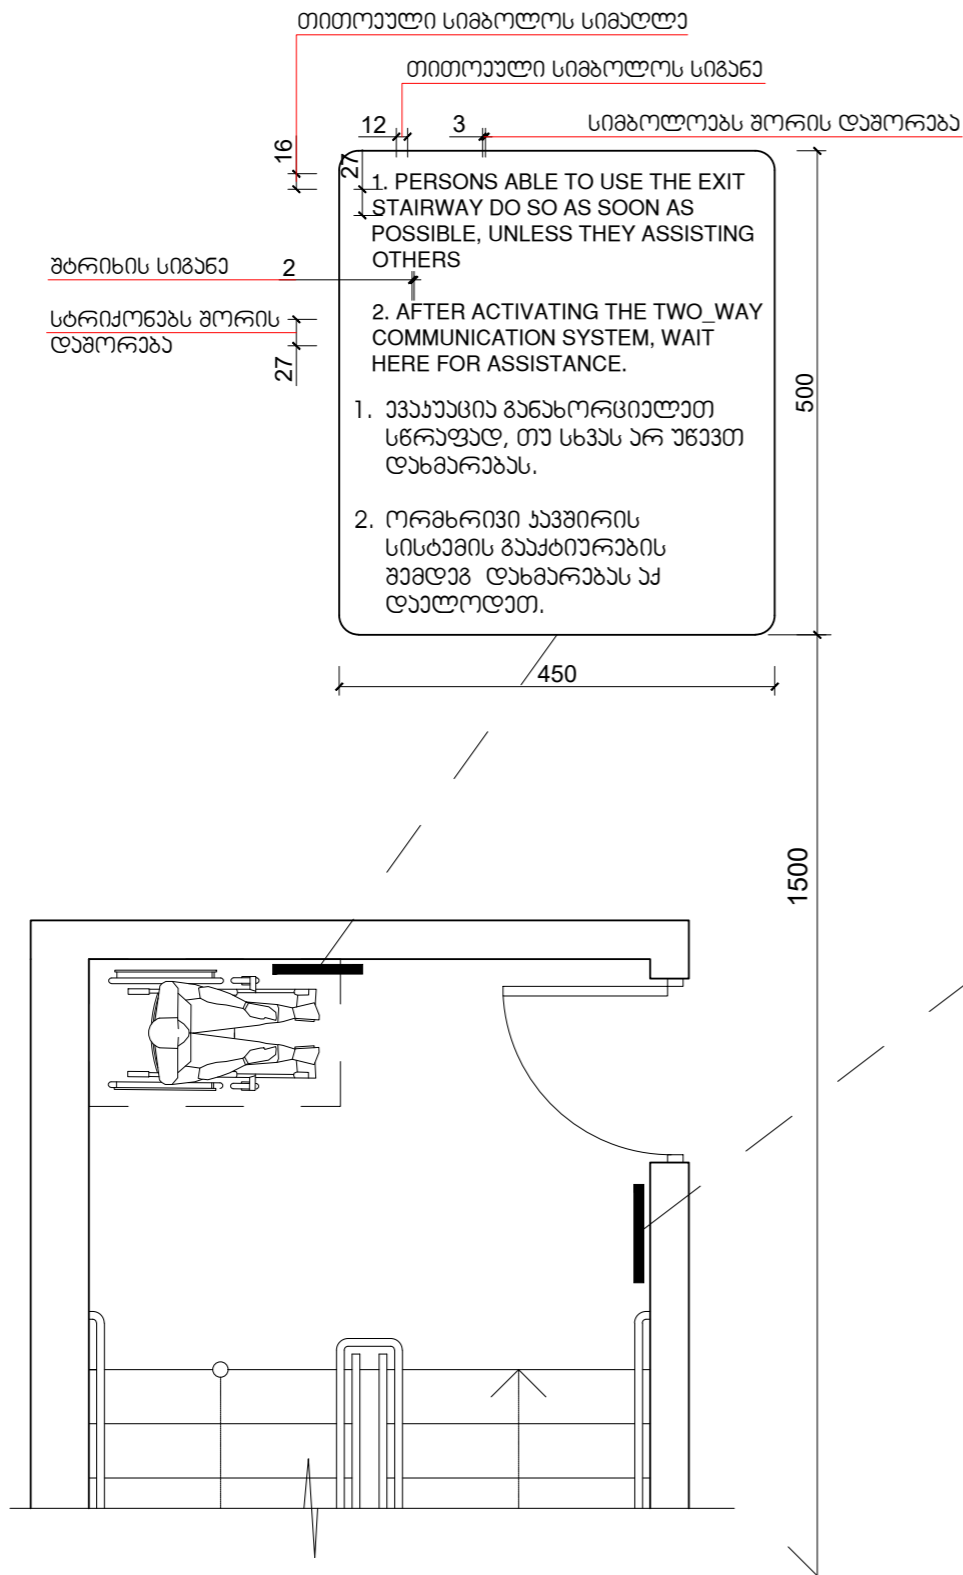 თითოეული სიმბოლოს სიმაღლე
თითოეული სიმბოლოს სიგანე
12
3
სიმბოლოებს შორის დაშორება
16
27
1. PERSONS ABLE TO USE THE EXIT
STAIRWAY DO SO AS SOON AS
POSSIBLE, UNLESS THEY ASSISTING
OTHERS
შტრიხის სიგანე
2
2. AFTER ACTIVATING THE TWO_WAY
COMMUNICATION SYSTEM, WAIT
HERE FOR ASSISTANCE.
სტრიქონებს შორის
დაშორება
27
1. ევაკუაცია განახორციელეთ
სწრაფად, თუ სხვას არ უწევთ
დახმარებას.
2. ორმხრივი კავშირის
სისტემის გააქტიურების
შემდეგ დახმარებას აქ
დაელოდეთ.
500
450
1500